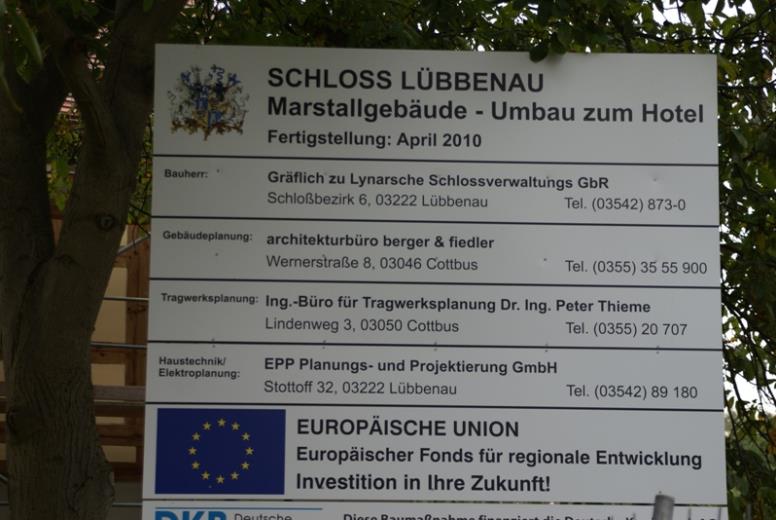 SCHLOSS LÜBBENAU
Marstallgebäude - Umbau zum Hotel
Fertigstellung: April 2010
Bauherr: Gräflich zu Lynarsche Schlossverwaltungs GbR
Schloßbezirk 6, 03222 Lübbenau Tel. (03542) 873-0
Gebäudeplanung: architekturbüro berger & fiedler
Wernerstraße 8, 03046 Cottbus Tel. (0355) 35 55 900
Tragwerksplanung: Ing.-Büro für Tragwerksplanung Dr. Ing. Peter Thieme
Lindenweg 3, 03050 Cottbus Tel. (0355) 20 707
Haustechnik/ Elektroplanung: EPP Planungs- und Projektierung GmbH
Stottoff 32, 03222 Lübbenau Tel. (03542) 89 180
EUROPÄISCHE UNION
Europäischer Fonds für regionale Entwicklung
Investition in Ihre Zukunft!
DKB Deutsche Diese Baumaßnahme finanziert die